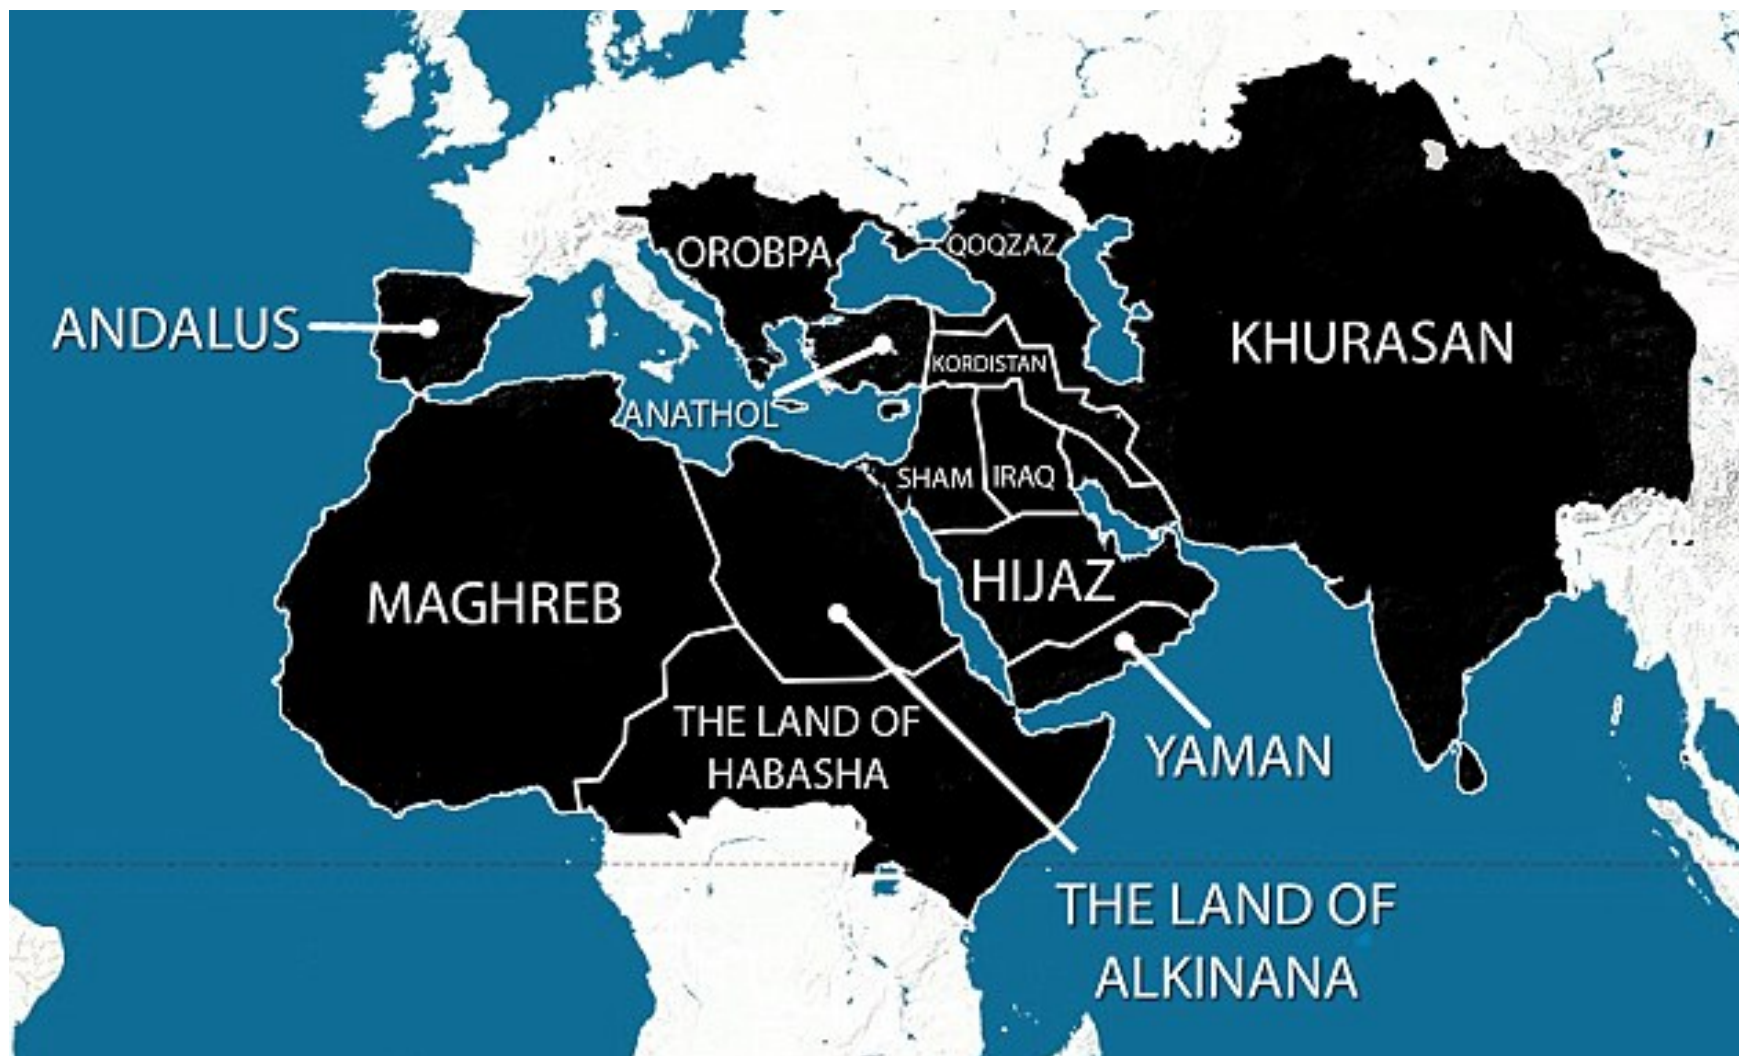 OROBPA
QOQZAZ
ANDALUS
KHURASAN
KORDISTAN
ANATHOL
SHAM
IRAQ
HIJAZ
MAGHREB
THE LAND OF
HABASHA
YAMAN
THE LAND OF
ALKINANA